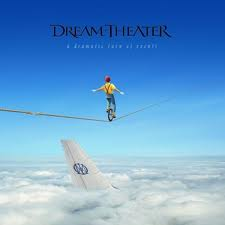 DREAM THEATER
a dramatic turn of events